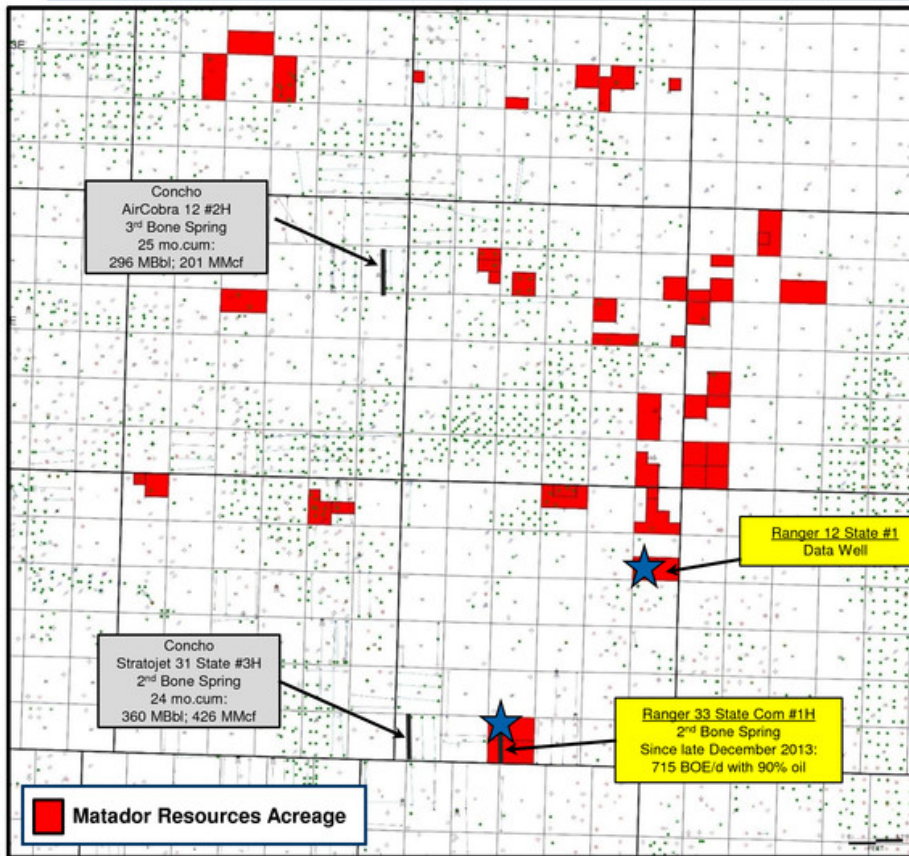 Concho
AirCobra 12 #2H
3rd Bone Spring
25 mo.cum:
296 MBbl; 201 MMcf
Ranger 12 State #1
Data Well
Concho
Stratojet 31 State #3H
2nd Bone Spring
24 mo.cum:
360 MBbl; 426 MMcf
Ranger 33 State Com #1H
2nd Bone Spring
Since late December 2013:
715 BOE/d with 90% oil
Matador Resources Acreage